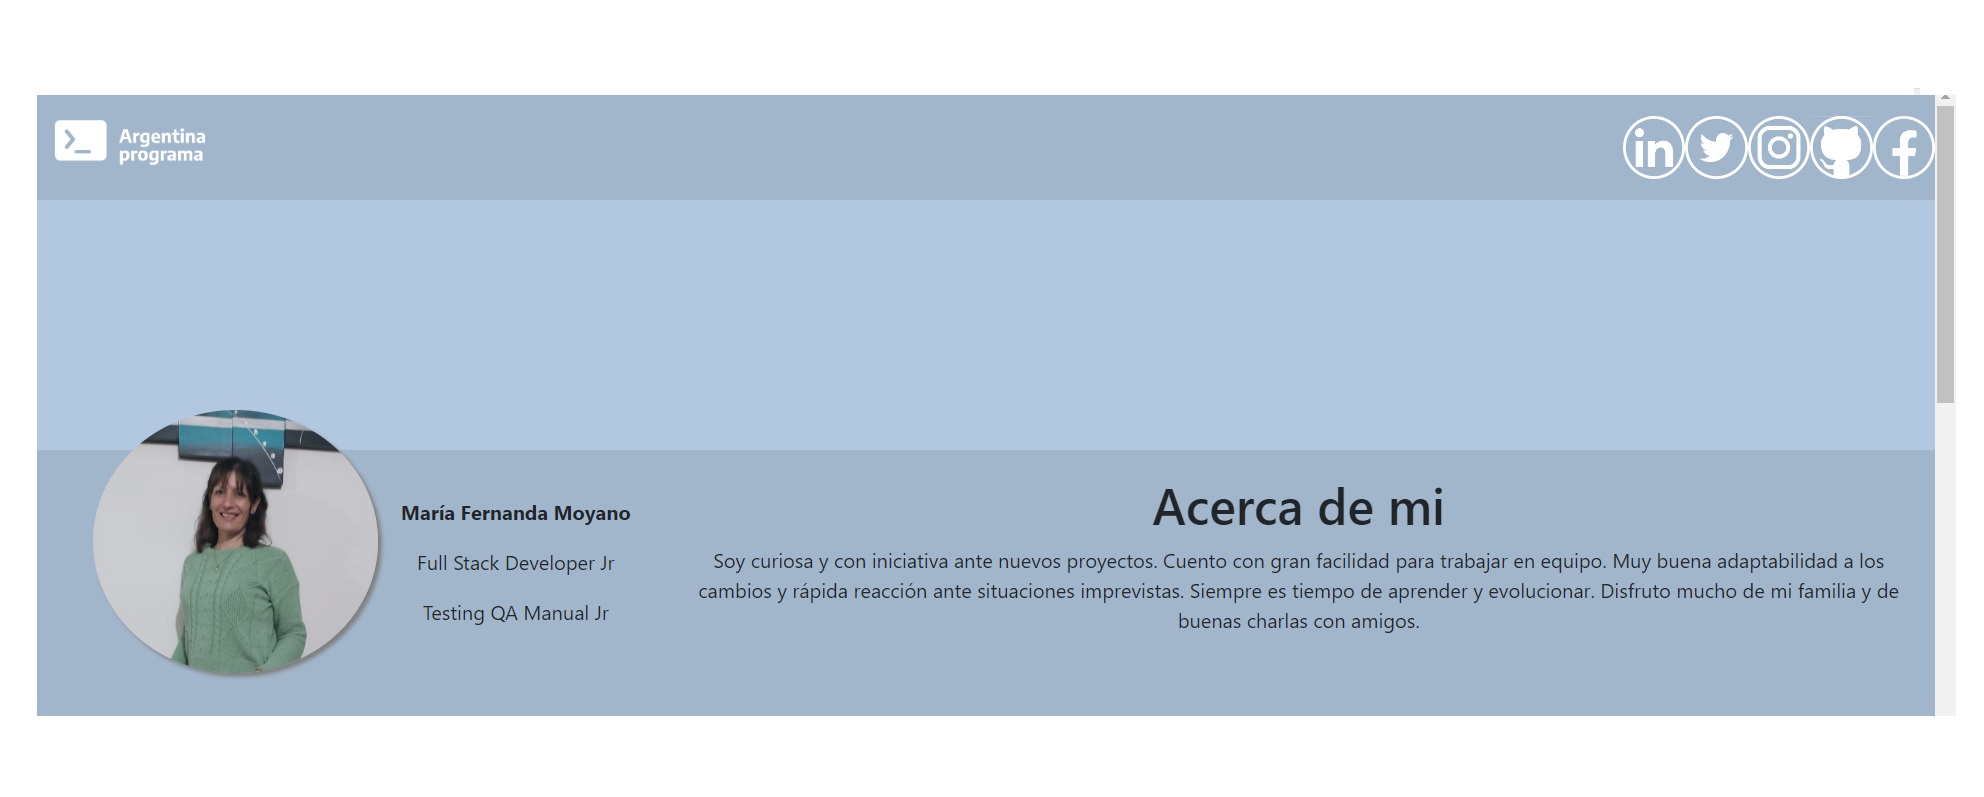 Argentina
programa
María Fernanda Moyano
Full Stack Developer Jr
Testing QA Manual Jr
Acerca de mi
Soy curiosa y con iniciativa ante nuevos proyectos. Cuento con gran facilidad para trabajar en equipo. Muy buena adaptabilidad a los
cambios y rápida reacción ante situaciones imprevistas. Siempre es tiempo de aprender y evolucionar. Disfruto mucho de mi familia y de
buenas charlas con amigos.